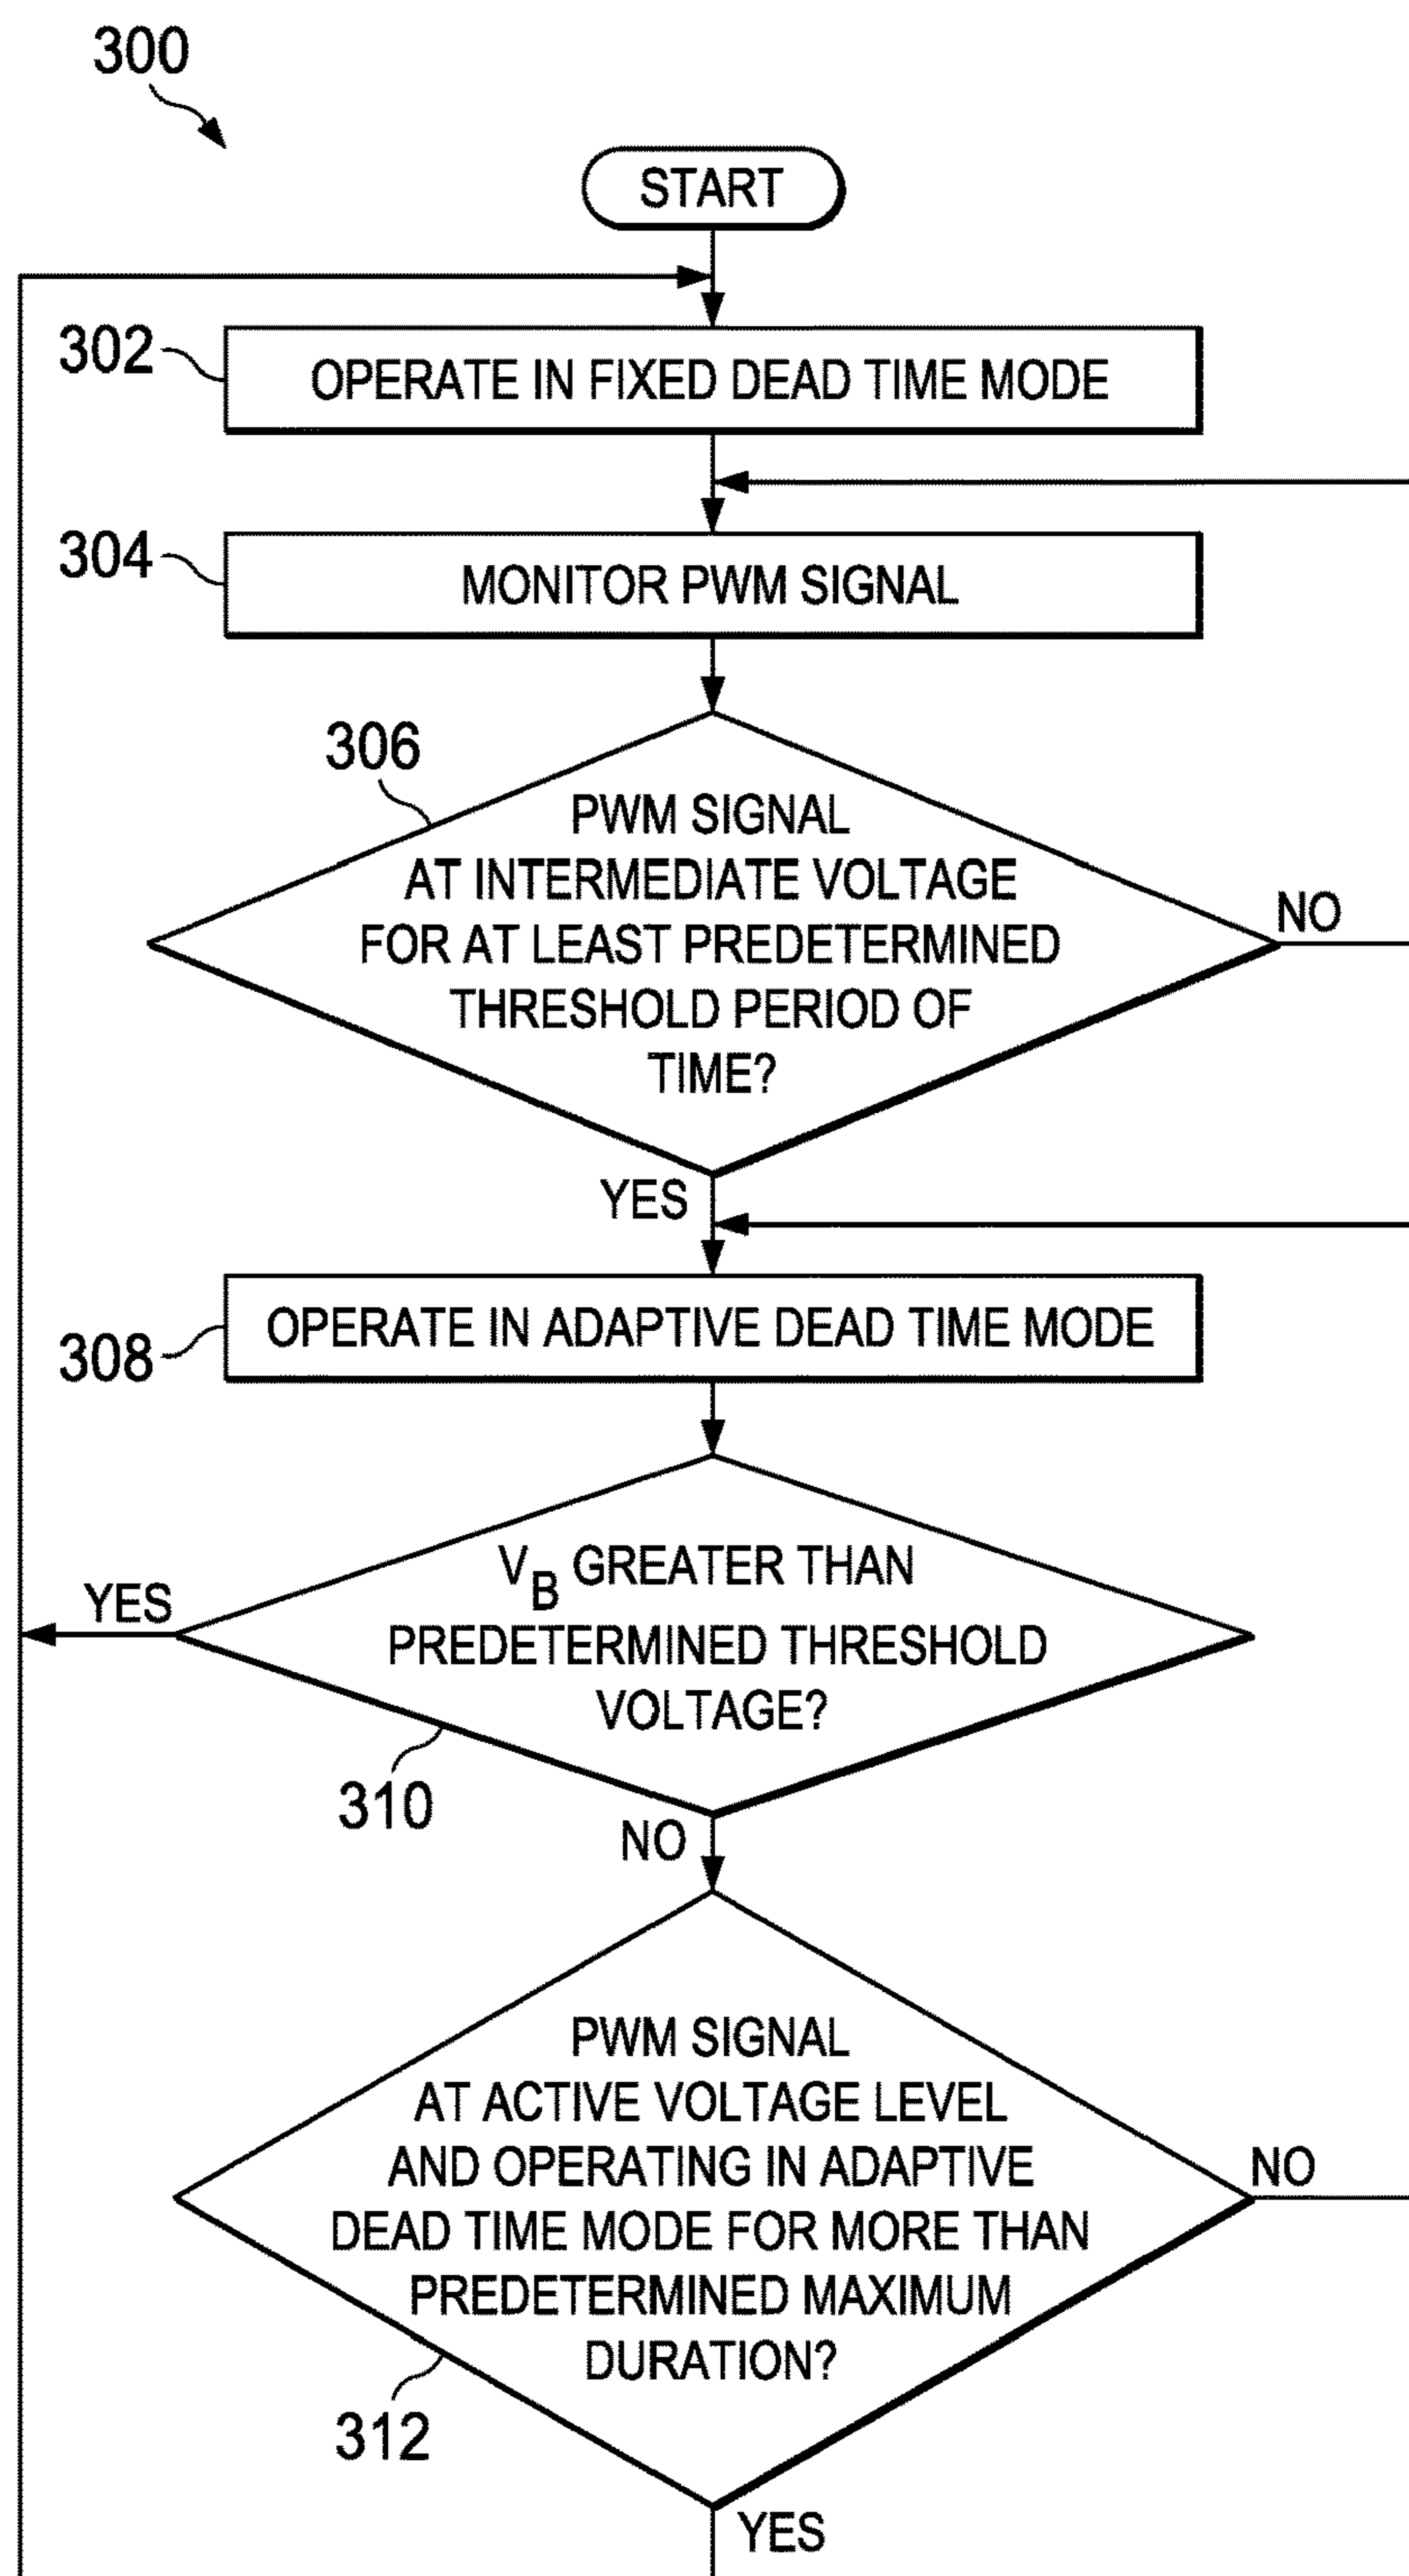 300
START
302
OPERATE IN FIXED DEAD TIME MODE
304
MONITOR PWM SIGNAL
306
PWM SIGNAL
AT INTERMEDIATE VOLTAGE
FOR AT LEAST PREDETERMINED
THRESHOLD PERIOD OF
TIME?
NO
YES
308
OPERATE IN ADAPTIVE DEAD TIME MODE
V_B GREATER THAN
PREDETERMINED THRESHOLD
VOLTAGE?
YES
310
NO
PWM SIGNAL
AT ACTIVE VOLTAGE LEVEL
AND OPERATING IN ADAPTIVE
DEAD TIME MODE FOR MORE THAN
PREDETERMINED MAXIMUM
DURATION?
NO
312
YES